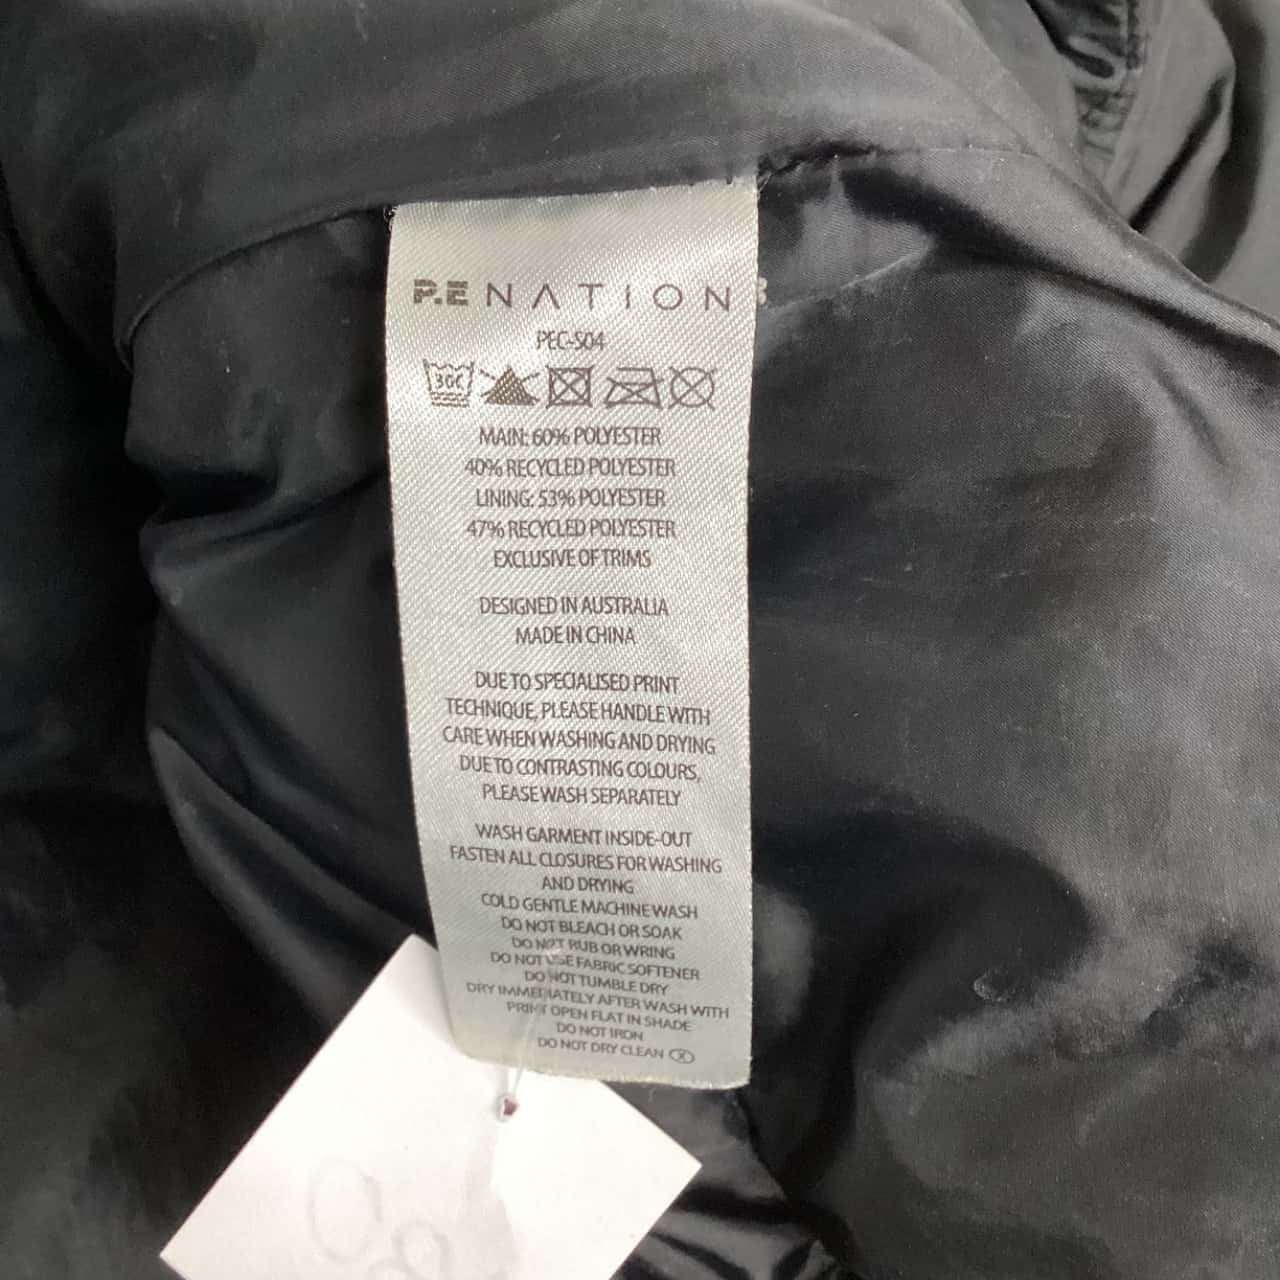 P.E NATION
PEC-S04
30C
MAIN: 60% POLYESTER
40% RECYCLED POLYESTER
LINING: 53% POLYESTER
47% RECYCLED POLYESTER
EXCLUSIVE OF TRIMS
DESIGNED IN AUSTRALIA
MADE IN CHINA
DUE TO SPECIALISED PRINT
TECHNIQUE, PLEASE HANDLE WITH
CARE WHEN WASHING AND DRYING
DUE TO CONTRASTING COLOURS,
PLEASE WASH SEPARATELY
WASH GARMENT INSIDE-OUT
FASTEN ALL CLOSURES FOR WASHING
AND DRYING
COLD GENTLE MACHINE WASH
DO NOT BLEACH OR SOAK
DO NOT RUB OR WRING
DO NOT USE FABRIC SOFTENER
DO NOT TUMBLE DRY
DRY IMMEDIATELY AFTER WASH WITH
PRINT OPEN FLAT IN SHADE
DO NOT IRON
DO NOT DRY CLEAN